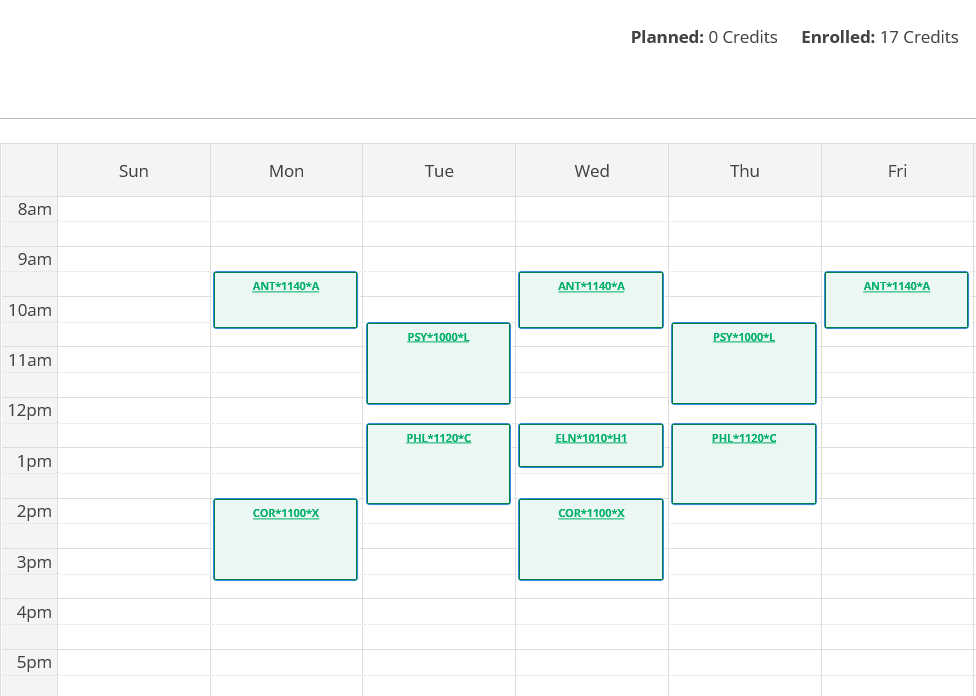 Planned: 0 Credits Enrolled: 17 Credits
Sun Mon Tue Wed Thu Fri
8am
9am
ANT*1140*A ANT*1140*A ANT*1140*A
10am
PSY*1000*L PSY*1000*L
11am
12pm
PHL*1120*C ELN*1010*H1 PHL*1120*C
1pm
2pm
COR*1100*X COR*1100*X
3pm
4pm
5pm